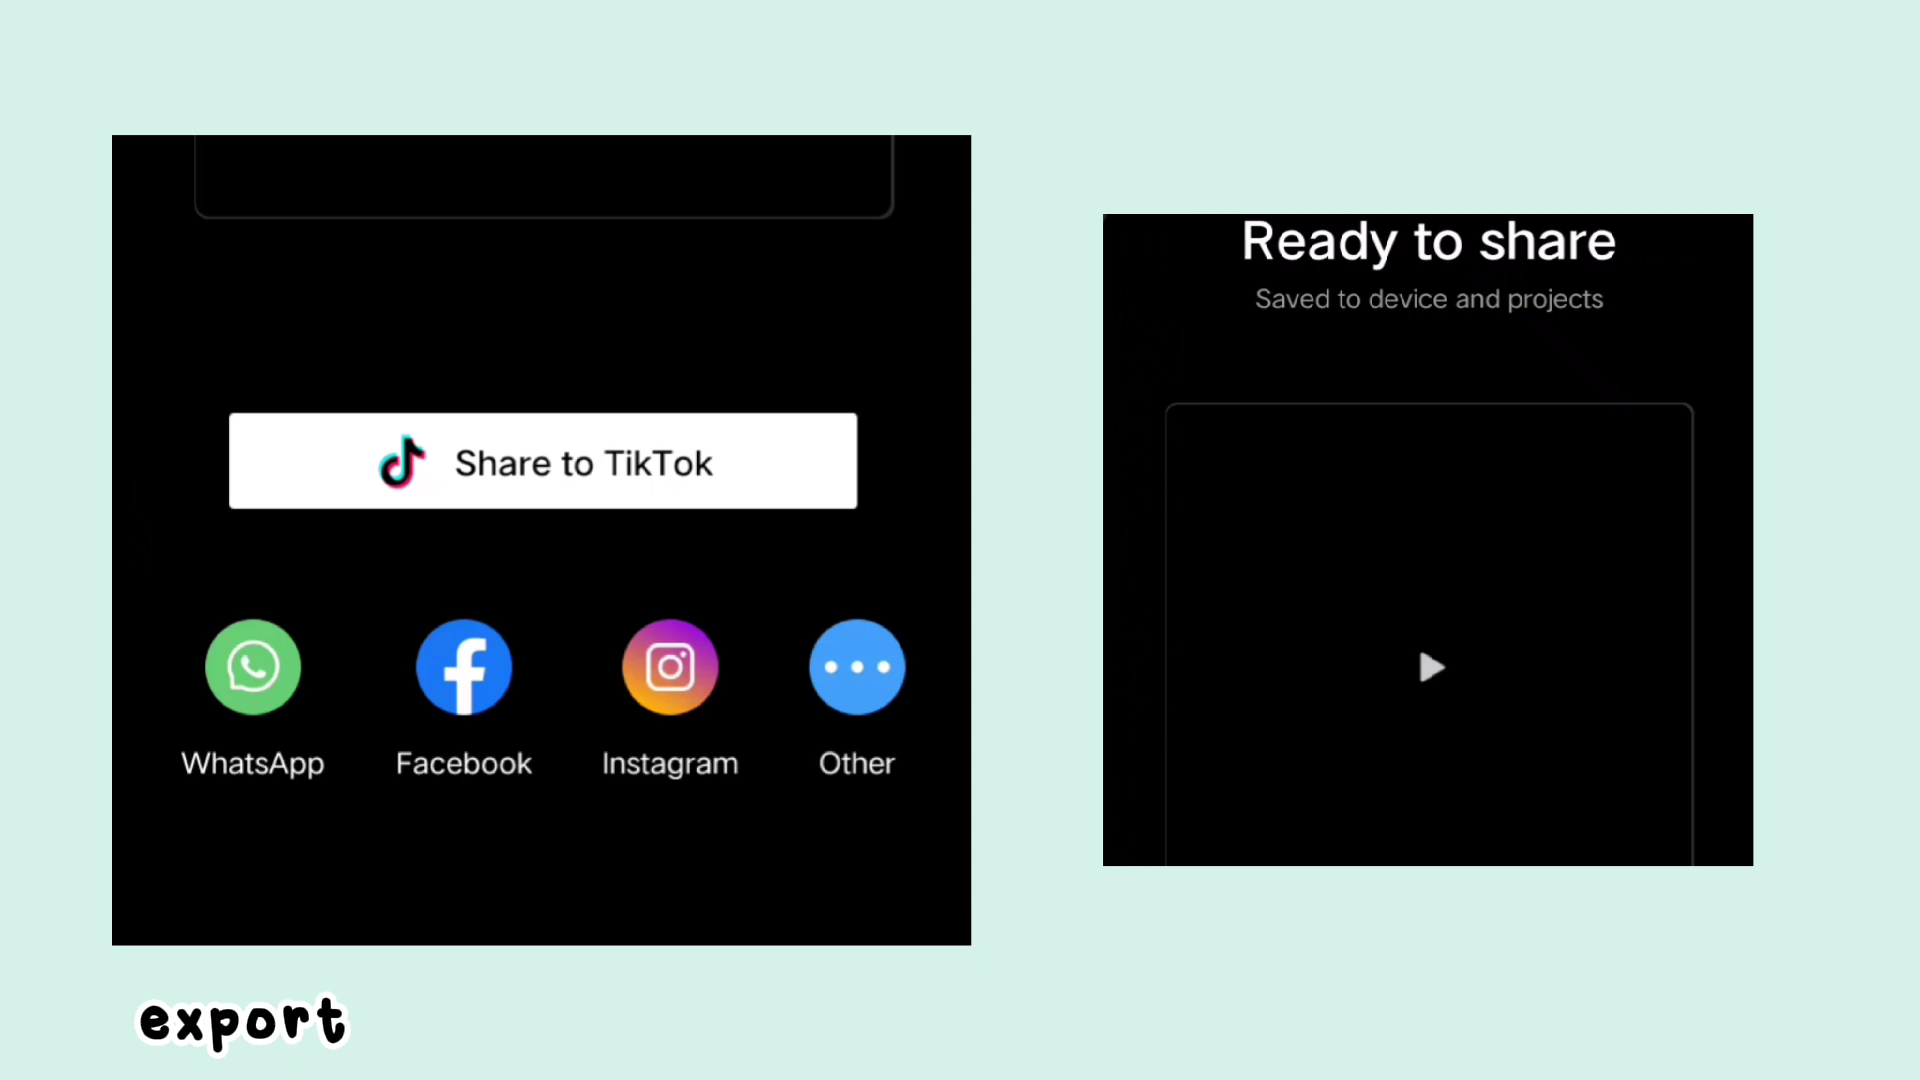 Share to TikTok
WhatsApp
Facebook
Instagram
Other
Ready to share
Saved to device and projects
export